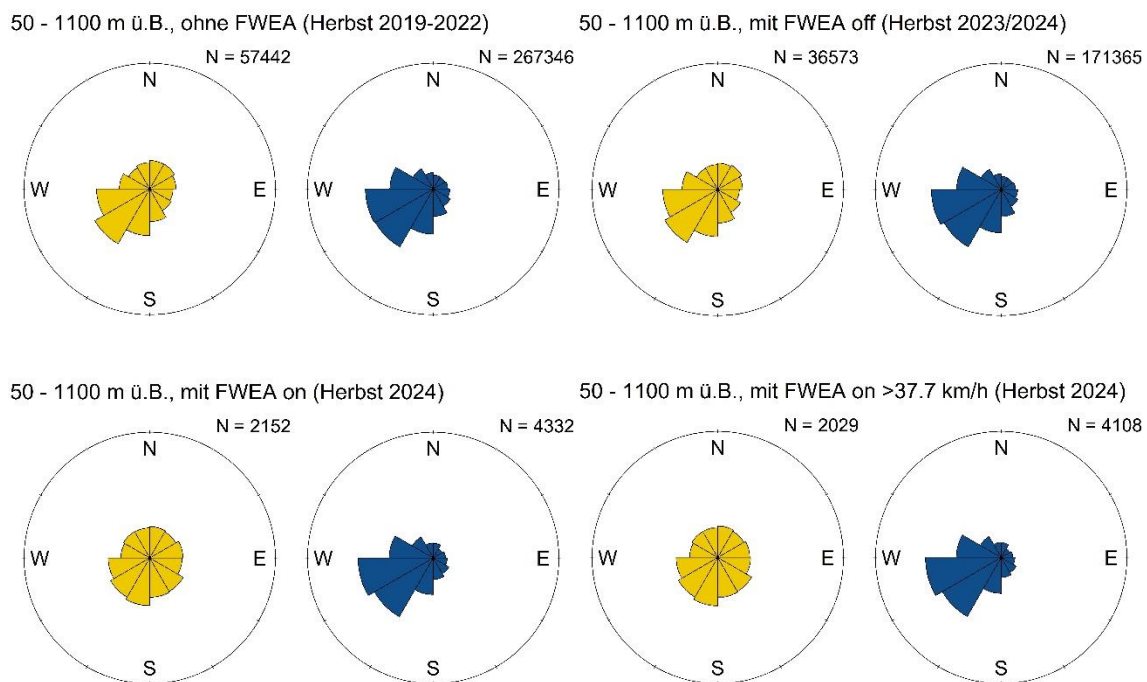 50 - 1100 m ü.B., ohne FWEA (Herbst 2019-2022)
N = 57442
N = 267346
N
W
S
N
W
E
S
50 - 1100 m ü.B., mit FWEA off (Herbst 2023/2024)
N = 36573
N = 171365
N
W
S
N
W
E
S
E
E
50 - 1100 m ü.B., mit FWEA on (Herbst 2024)
N = 2152
N = 4332
N
W
E
S
N
W
E
S
50 - 1100 m ü.B., mit FWEA on >37.7 km/h (Herbst 2024)
N = 2029
N = 4108
N
W
E
S
N
W
E
S